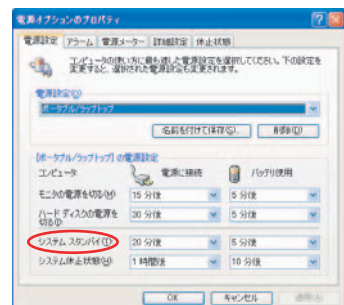 電源オプションのプロパティ
電源設定 アラーム 電源メーター 詳細設定 休止状態
コンピュータの使い方に最も適した電源設定を選択してください。下の設定を
変更すると、選択された電源設定も変更されます。
電源設定(C)
ポータブル/ラップトップ
名前を付けて保存(S)... 削除(D)
[ポータブル/ラップトップ] の電源設定
コンピュータ 電源に接続 バッテリ使用
モニタの電源を切る(M) 15 分後 5 分後
ハード ディスクの電源を 30 分後 5 分後
切る(I)
システム スタンバイ(T) 20 分後 5 分後
システム休止状態(H) 1 時間後 10 分後
OK キャンセル 適用(A)